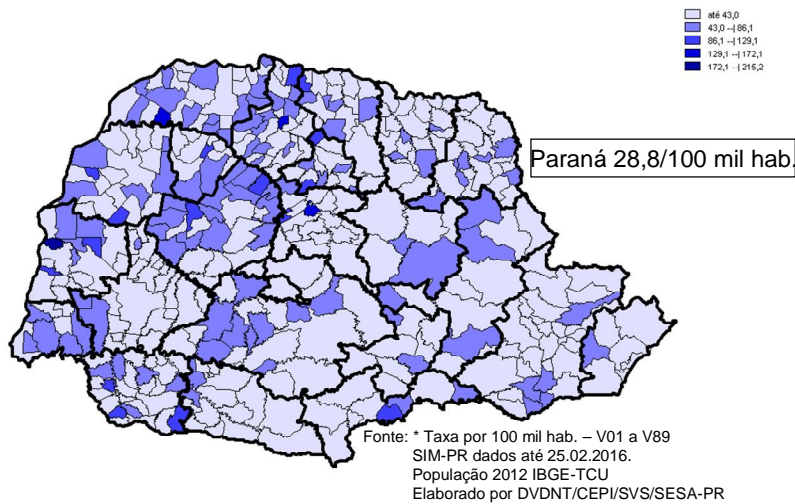 até 43,0
43,0 --| 86,1
86,1 --| 129,1
129,1 --| 172,1
172,1 --| 215,2
Paraná 28,8/100 mil hab.
Fonte: * Taxa por 100 mil hab. – V01 a V89
SIM-PR dados até 25.02.2016.
População 2012 IBGE-TCU
Elaborado por DVDNT/CEPI/SVS/SESA-PR